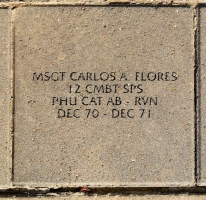 MSGT CARLOS A. FLORES
12 CMBT SPS
PHU CAT AB - RVN
DEC 70 - DEC 71